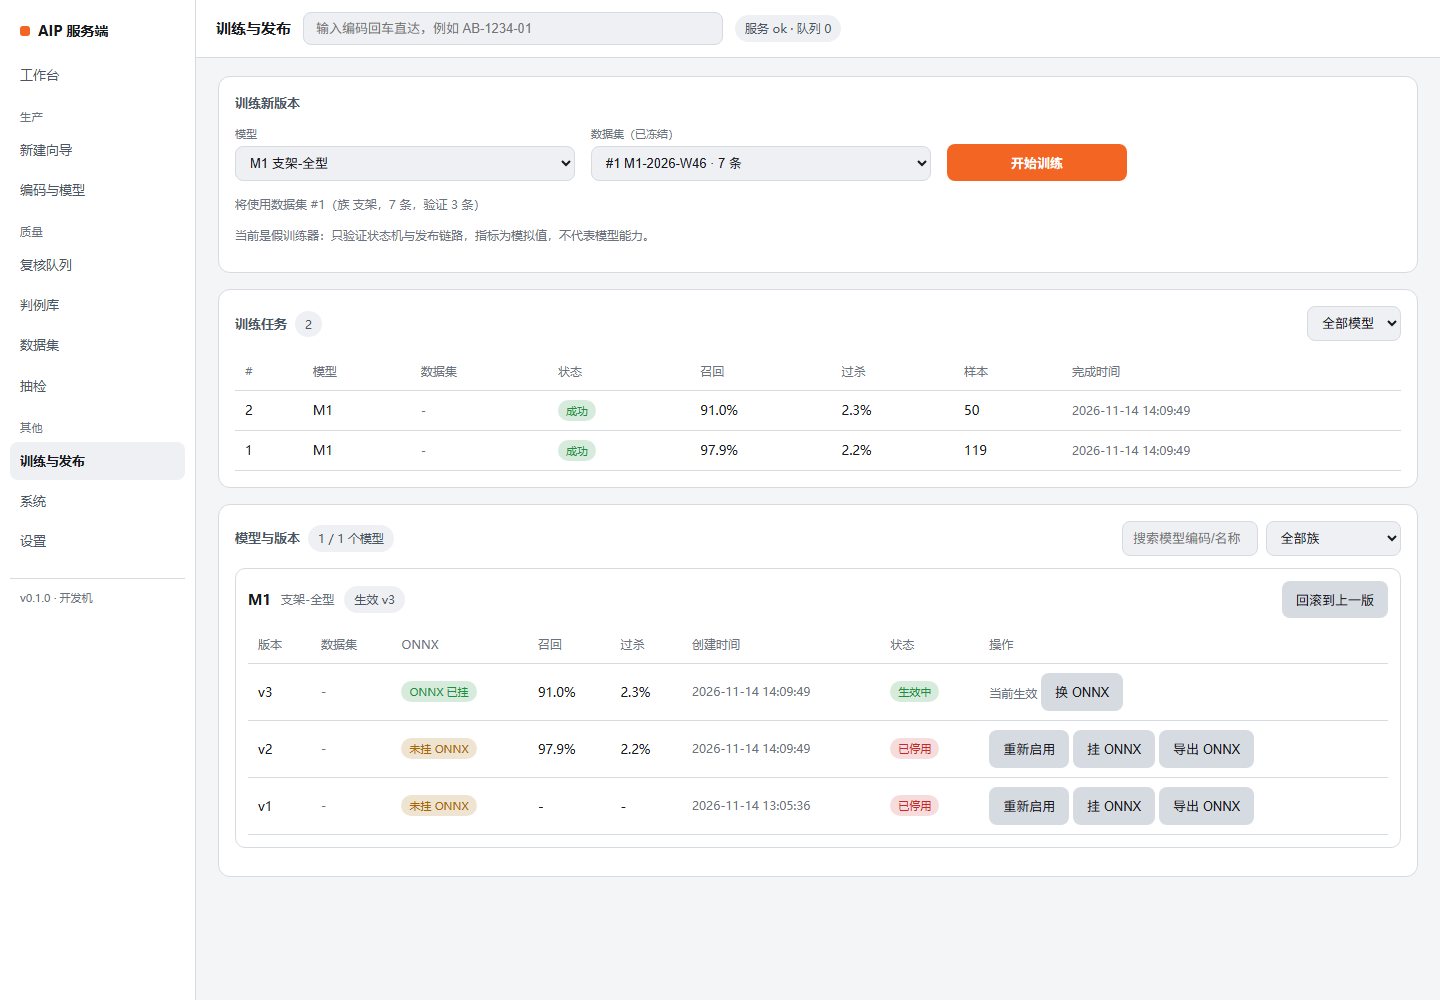 AIP 服务端
工作台
生产
新建向导
编码与模型
质量
复核队列
判例库
数据集
抽检
其他
训练与发布
系统
设置
v0.1.0 · 开发机
训练与发布
输入编码回车直达，例如 AB-1234-01
服务 ok · 队列 0
训练新版本
模型
数据集（已冻结）
M1 支架-全型
#1 M1-2026-W46 · 7 条
开始训练
将使用数据集 #1（族 支架，7 条，验证 3 条）
当前是假训练器：只验证状态机与发布链路，指标为模拟值，不代表模型能力。
训练任务 2
全部模型
# 模型 数据集 状态 召回 过杀 样本 完成时间
2 M1 - 成功 91.0% 2.3% 50 2026-11-14 14:09:49
1 M1 - 成功 97.9% 2.2% 119 2026-11-14 14:09:49
模型与版本 1 / 1 个模型
搜索模型编码/名称
全部族
M1 支架-全型 生效 v3
回滚到上一版
版本 数据集 ONNX 召回 过杀 创建时间 状态 操作
v3 - ONNX 已挂 91.0% 2.3% 2026-11-14 14:09:49 生效中 当前生效 换 ONNX
v2 - 未挂 ONNX 97.9% 2.2% 2026-11-14 14:09:49 已停用 重新启用 挂 ONNX 导出 ONNX
v1 - 未挂 ONNX - - 2026-11-14 13:05:36 已停用 重新启用 挂 ONNX 导出 ONNX